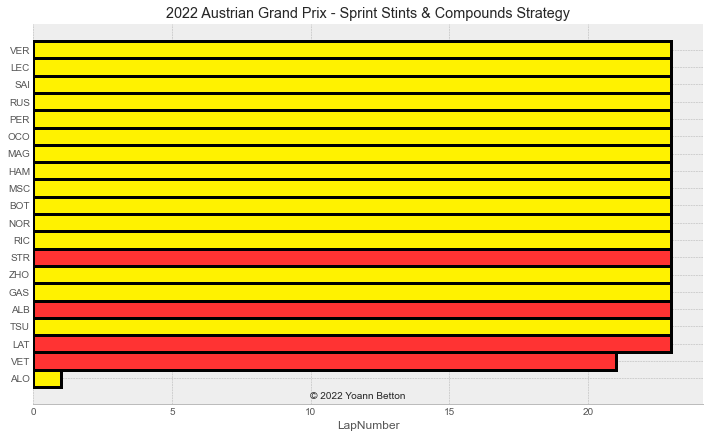 2022 Austrian Grand Prix - Sprint Stints & Compounds Strategy
VER
LEC
SAI
RUS
PER
OCO
MAG
HAM
MSC
BOT
NOR
RIC
STR
ZHO
GAS
ALB
TSU
LAT
VET
ALO
© 2022 Yoann Betton
0 5 10 15 20
LapNumber